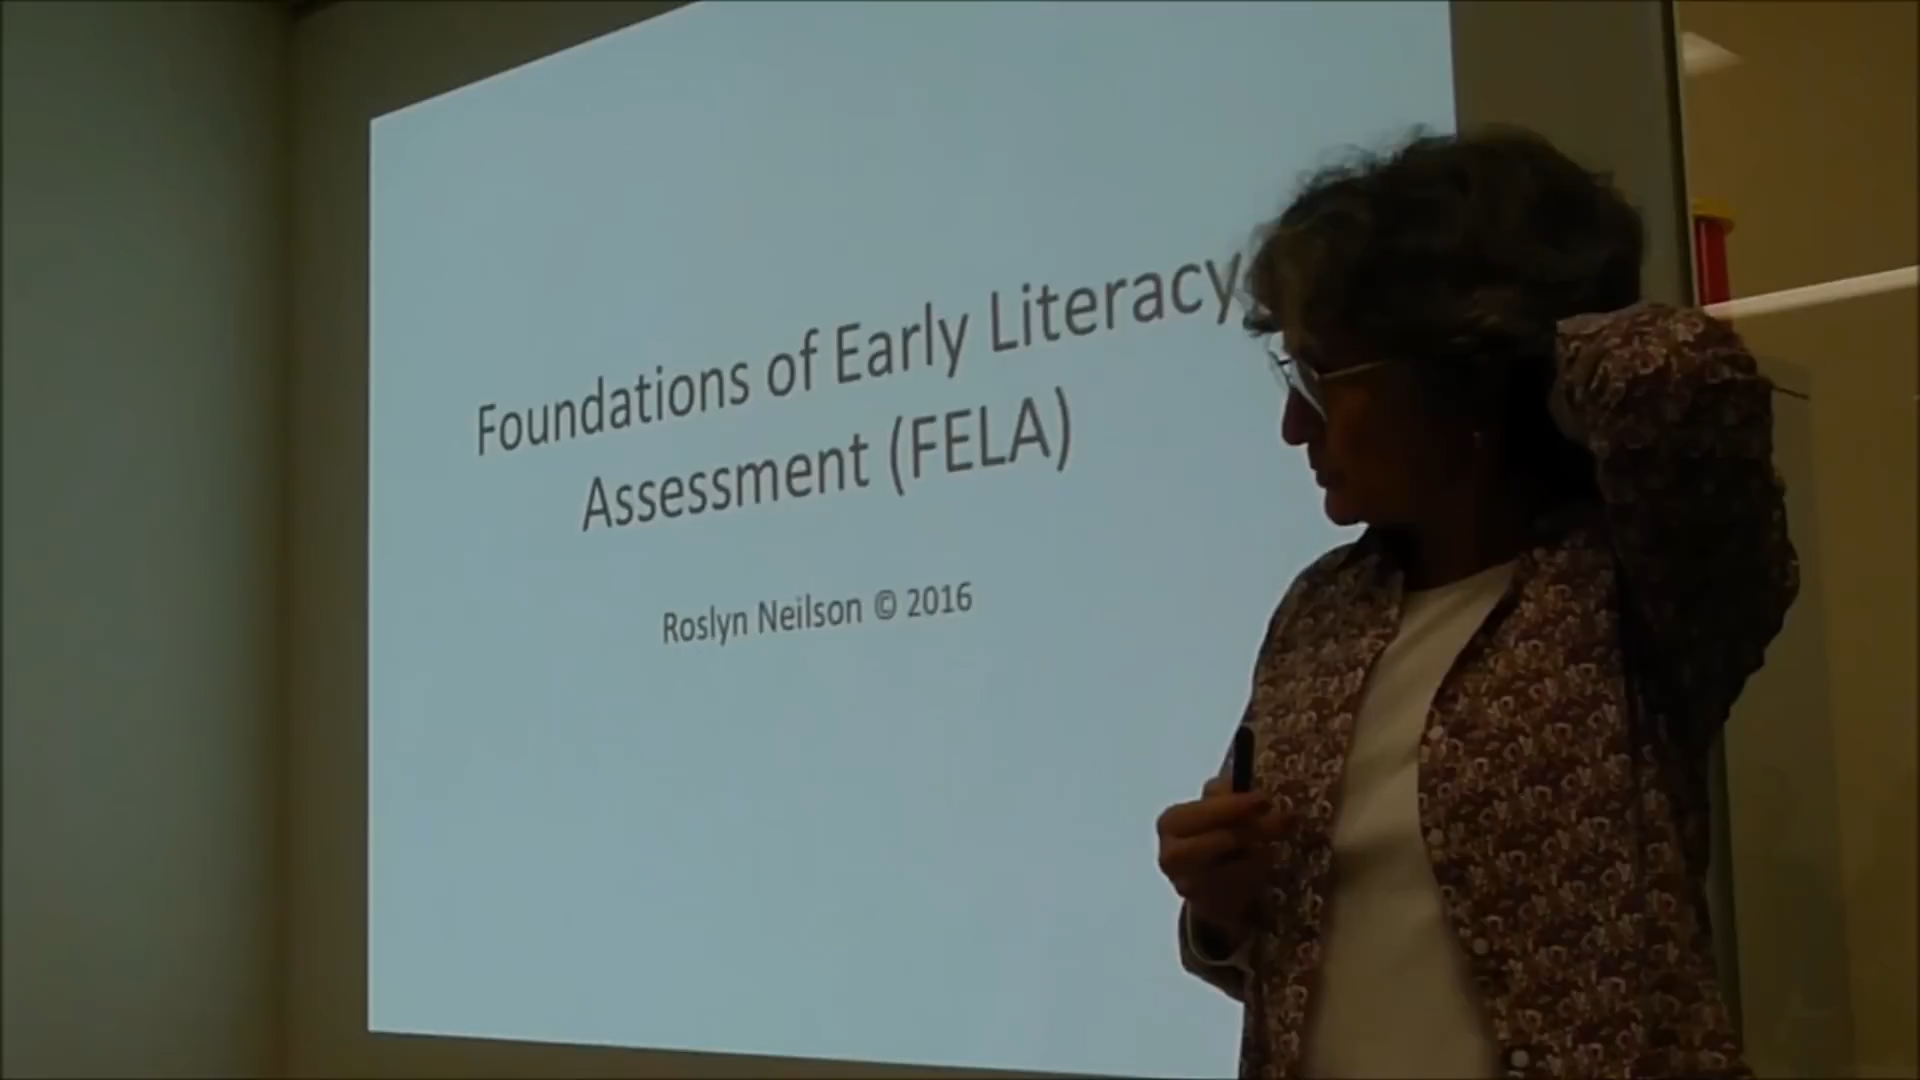 Foundations of Early Literacy
Assessment (FELA)
Roslyn Neilson © 2016